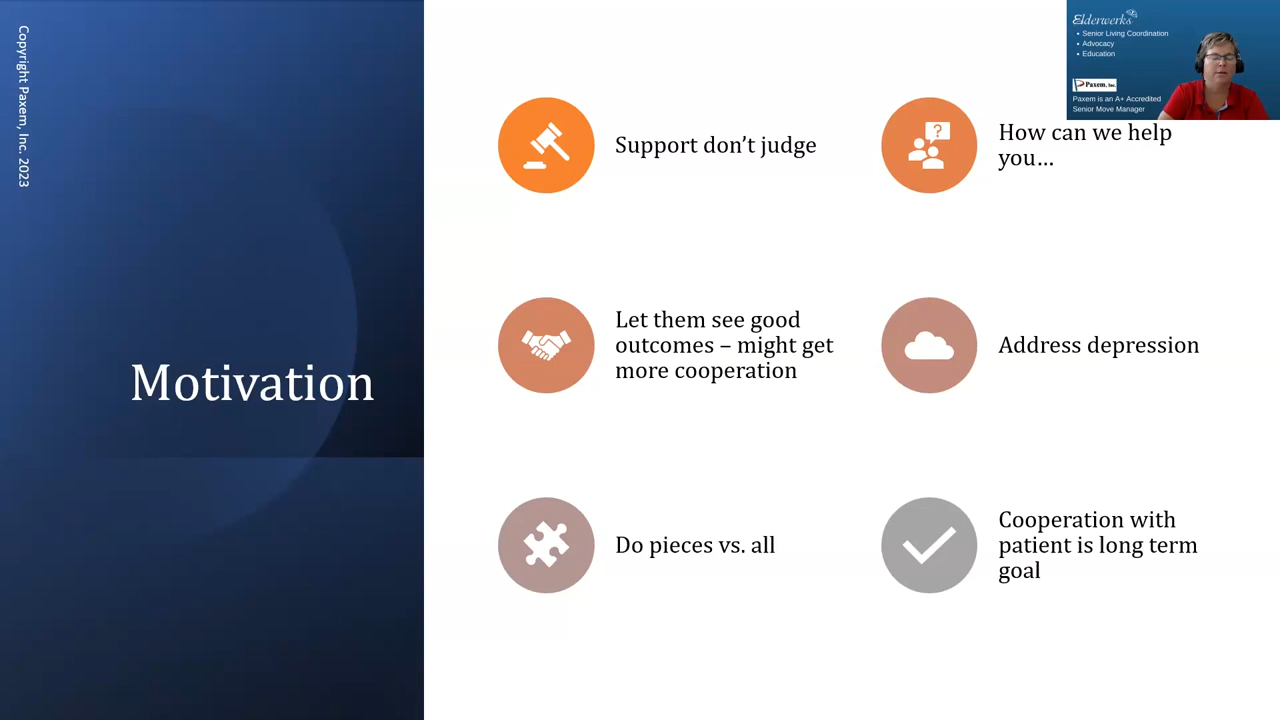 Copyright Paxem, Inc. 2023
Motivation
Support don’t judge
How can we help
you…
Let them see good
outcomes – might get
more cooperation
Address depression
Do pieces vs. all
Cooperation with
patient is long term
goal
?
Elderwerks
• Senior Living Coordination
• Advocacy
• Education
Paxem, Inc.
Paxem is an A+ Accredited
Senior Move Manager